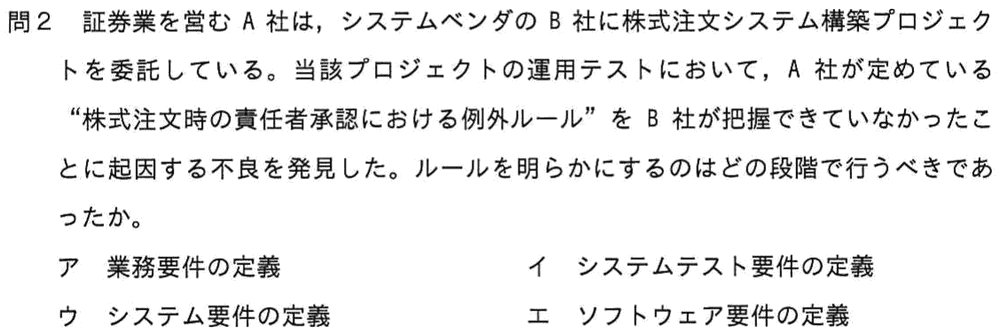 問2 証券業を営む A 社は，システムベンダの B 社に株式注文システム構築プロジェク
トを委託している。当該プロジェクトの運用テストにおいて，A 社が定めている
“株式注文時の責任者承認における例外ルール”を B 社が把握できていなかったこ
とに起因する不良を発見した。ルールを明らかにするのはどの段階で行うべきであ
ったか。
ア 業務要件の定義 イ システムテスト要件の定義
ウ システム要件の定義 エ ソフトウェア要件の定義